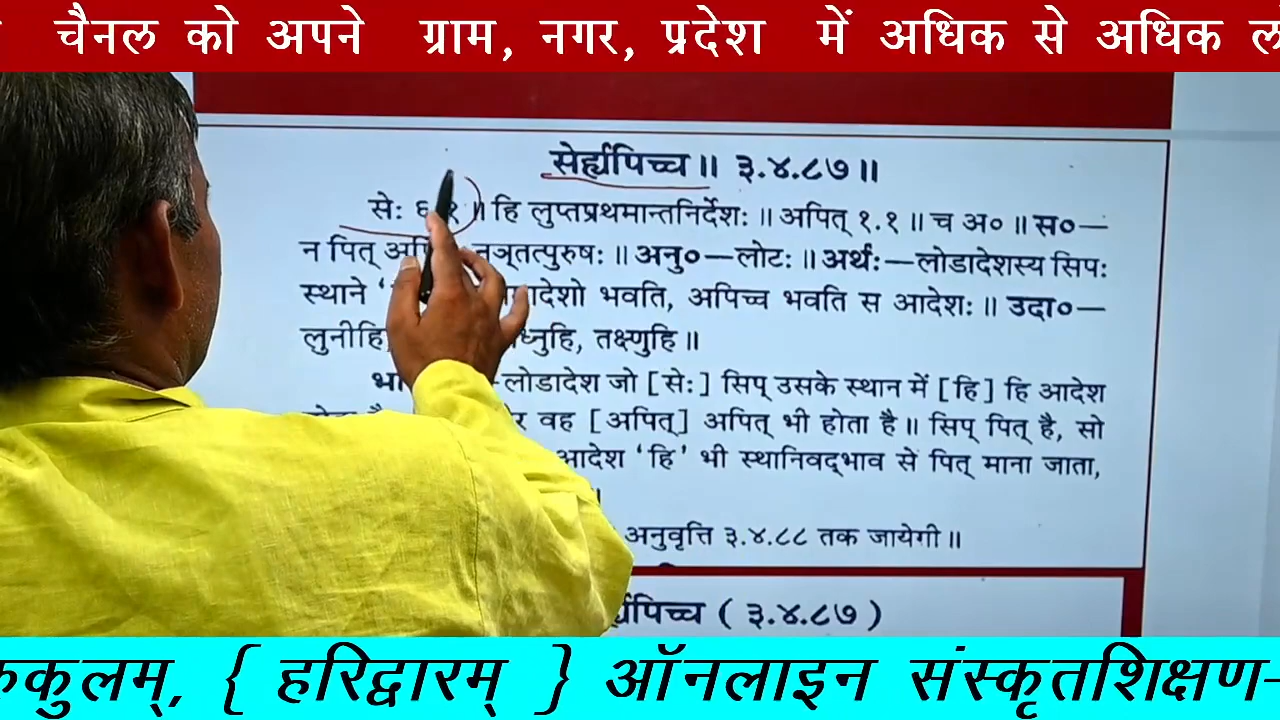 चैनल को अपने ग्राम, नगर, प्रदेश में अधिक से अधिक
सेर्ह्यपिच्च॥ ३.४.८७॥
सेः ६.१॥ हि लुप्तप्रथमान्तनिर्देशः॥ अपित् १.१॥ च अ०॥ स०—
न पित् नञ्तत्पुरुषः॥ अनु०—लोटः॥ अर्थः—लोडादेशस्य सिपः
स्थाने भवति, अपिच्च भवति स आदेशः॥ उदा०—
लुनीहि, तक्ष्णुहि॥
लोडादेश जो [सेः] सिप् उसके स्थान में [हि] हि आदेश
वह [अपित्] अपित् भी होता है॥ सिप् पित् है, सो
आदेश 'हि' भी स्थानिवद्भाव से पित् माना जाता,
अनुवृत्ति ३.४.८८ तक जायेगी॥
( ३.४.८७ )
{ हरिद्वारम् } ऑनलाइन संस्कृतशिक्षण-